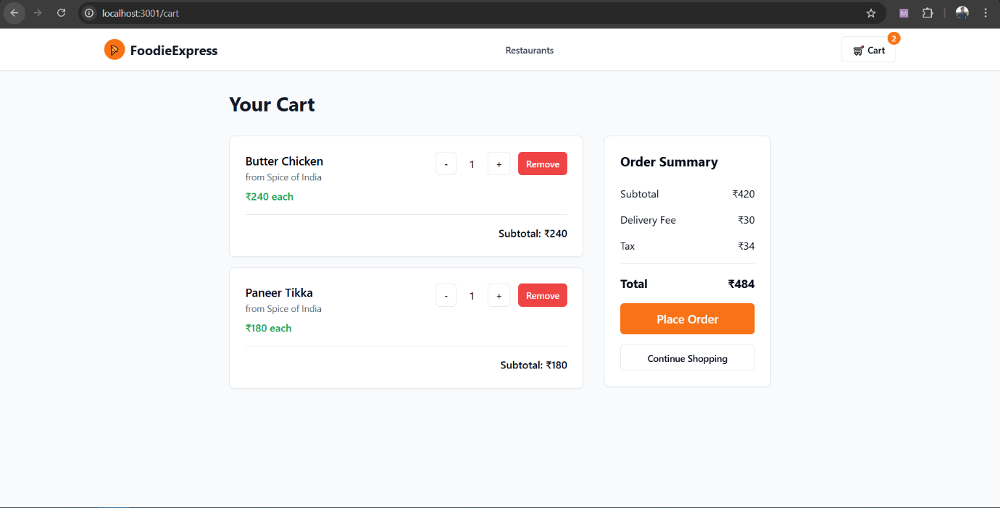 localhost:3001/cart
M
FoodieExpress
Restaurants
Cart
2
Your Cart
Butter Chicken
- 1 + Remove
from Spice of India
₹240 each
Subtotal: ₹240
Paneer Tikka
- 1 + Remove
from Spice of India
₹180 each
Subtotal: ₹180
Order Summary
Subtotal ₹420
Delivery Fee ₹30
Tax ₹34
Total ₹484
Place Order
Continue Shopping